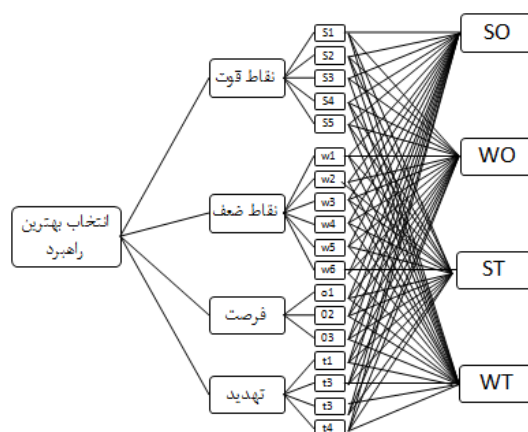 انتخاب بهترین
راهبرد
نقاط قوت
نقاط ضعف
فرصت
تهدید
S1
S2
S3
S4
S5
w1
w2
w3
w4
w5
w6
o1
02
03
t1
t3
t3
t4
SO
WO
ST
WT